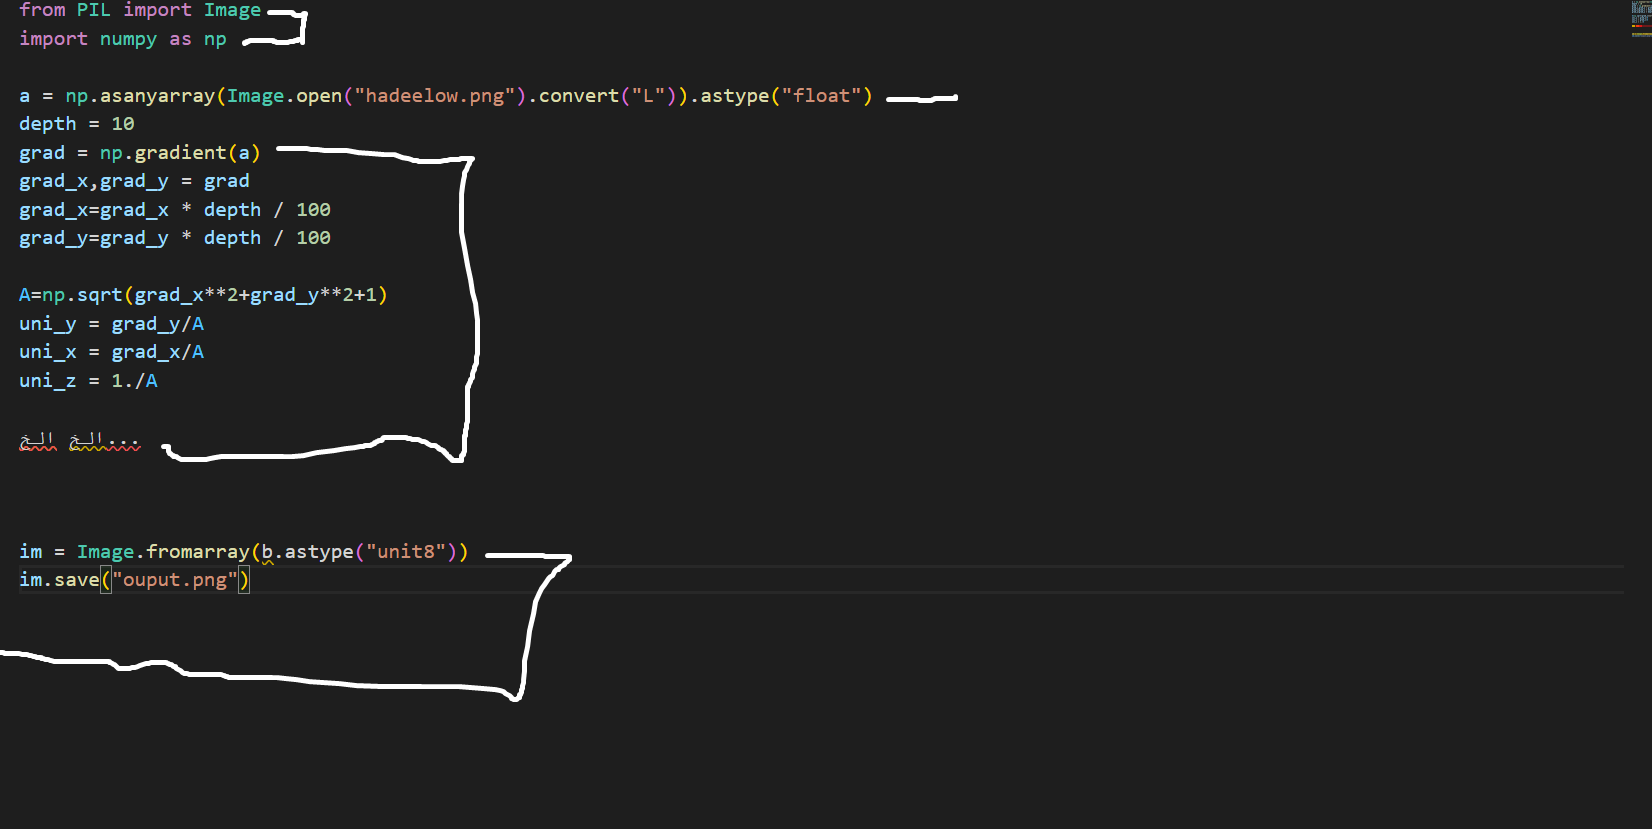 from PIL import Image
import numpy as np
a = np.asanyarray(Image.open("hadeelow.png").convert("L")).astype("float")
depth = 10
grad = np.gradient(a)
grad_x,grad_y = grad
grad_x=grad_x * depth / 100
grad_y=grad_y * depth / 100
A=np.sqrt(grad_x**2+grad_y**2+1)
uni_y = grad_y/A
uni_x = grad_x/A
uni_z = 1./A
الخ الخ...
im = Image.fromarray(b.astype("unit8"))
im.save("ouput.png")